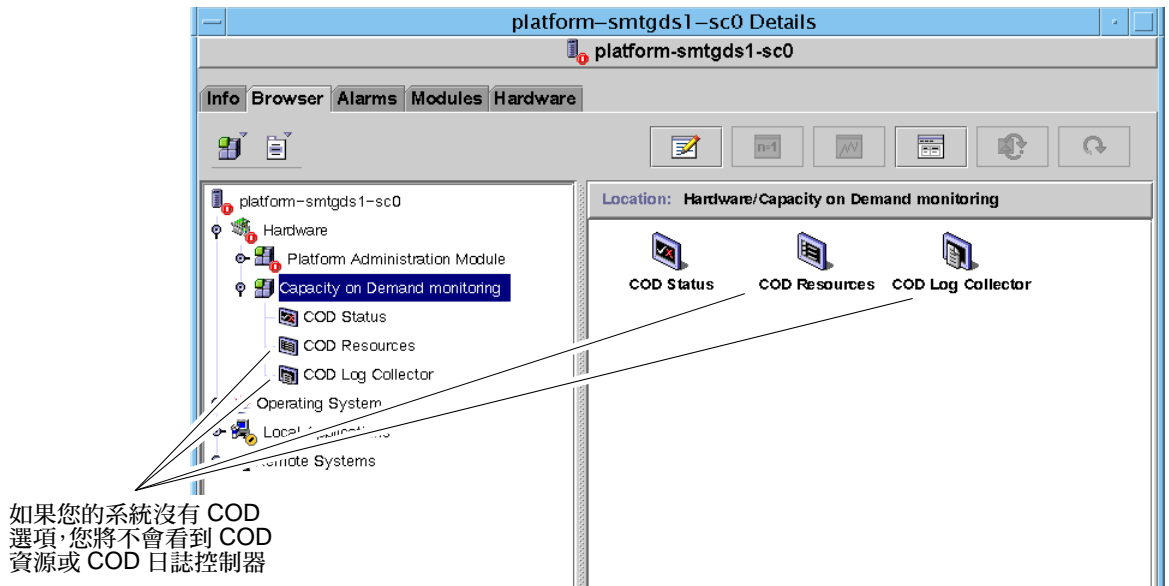 platform-smtgds1-sc0 Details
platform-smtgds1-sc0
Info Browser Alarms Modules Hardware
n=1
platform-smtgds1-sc0
Hardware
Platform Administration Module
Capacity on Demand monitoring
COD Status
COD Resources
COD Log Collector
Operating System
Local
Remote Systems
Location: Hardware/Capacity on Demand monitoring
COD Status COD Resources COD Log Collector
如果您的系統沒有 COD
選項，您將不會看到 COD
資源或 COD 日誌控制器